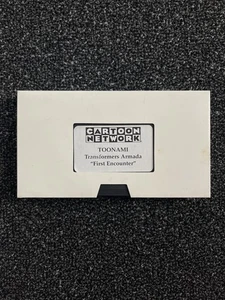 CARTOON
NETWORK
TOONAMI
Transformers Armada
"First Encounter"